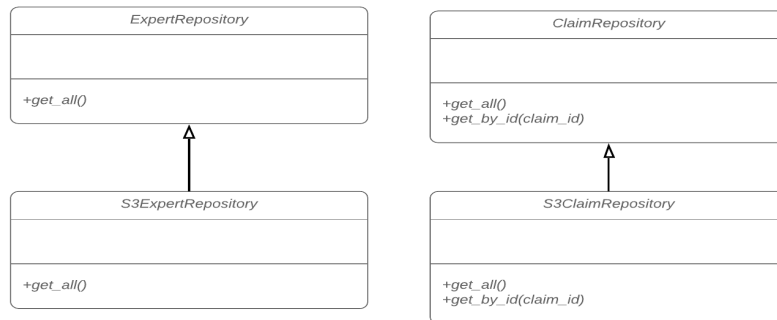 ExpertRepository
+get_all()
S3ExpertRepository
+get_all()
ClaimRepository
+get_all()
+get_by_id(claim_id)
S3ClaimRepository
+get_all()
+get_by_id(claim_id)